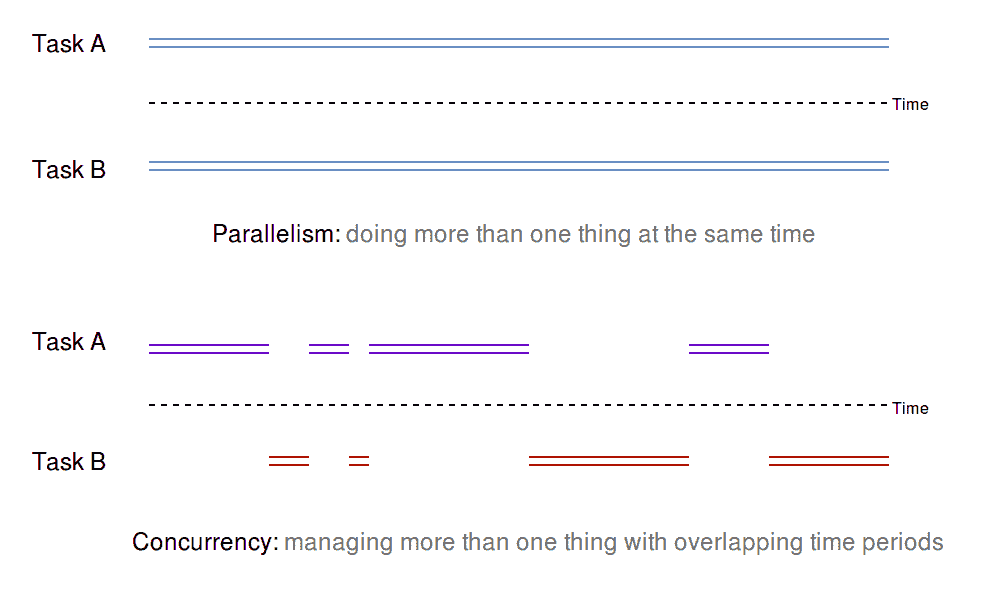 Task A
Time
Task B
Parallelism: doing more than one thing at the same time
Task A
Time
Task B
Concurrency: managing more than one thing with overlapping time periods